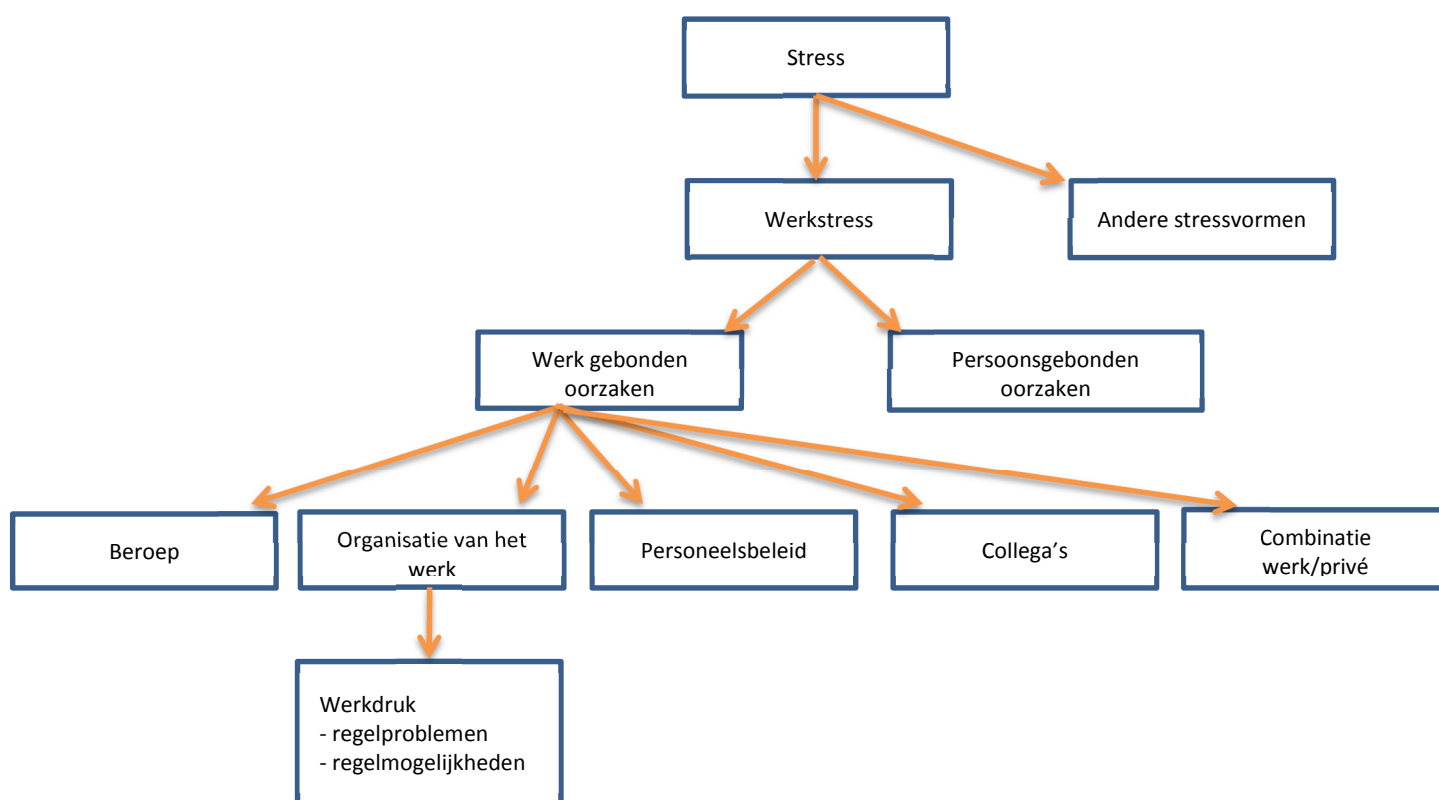 Stress
Werkstress
Andere stressvormen
Werk gebonden
oorzaken
Persoonsgebonden
oorzaken
Beroep
Organisatie van het
werk
Personeelsbeleid
Collega’s
Combinatie
werk/privé
Werkdruk
- regelproblemen
- regelmogelijkheden